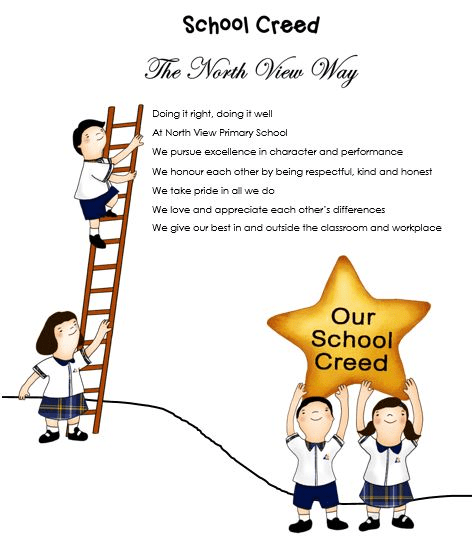 School Creed
The North View Way
Doing it right, doing it well
At North View Primary School
We pursue excellence in character and performance
We honour each other by being respectful, kind and honest
We take pride in all we do
We love and appreciate each other's differences
We give our best in and outside the classroom and workplace
Our
School
Creed